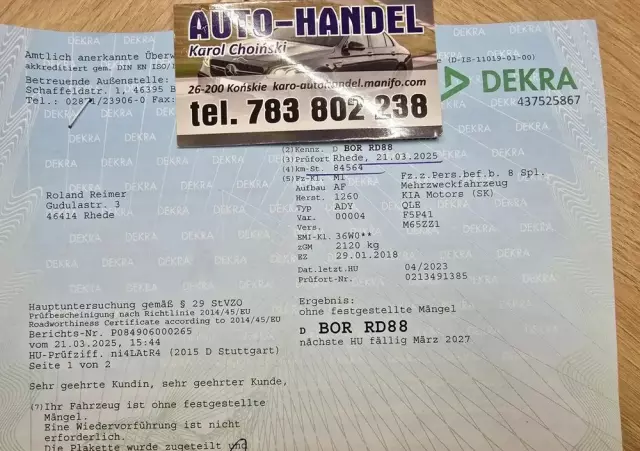 AUTO-HANDEL
Karol Choiński
26-200 Końskie karo-autohandel.manifo.com
tel. 783 802 238
Amtlich anerkannte Überw
akkreditiert gem. DIN EN ISO/I
(D-IS-11019-01-00)
Betreuende Außenstelle:
Schaffeldstr. 1, 46395 B
Tel.: 02871/23906-0 Fax:
DEKRA
437525867
(2) Kennz. D BOR RD88
(3) Prüfort Rhede, 21.03.2025
(4) km-St. 84564
(5) Fz-Kl. M1 Fz.z.Pers.bef.b. 8 Spl.
Aufbau AF Mehrzweckfahrzeug
Herst. 1260 KIA Motors (SK)
Typ ADY QLE
Var. 00004 F5P41
Vers. M65ZZ1
EMI-Kl. 36W0**
zGM 2120 kg
EZ 29.01.2018
Dat.letzt.HU 04/2023
Prüfort-Nr. 0213491385
Roland Reimer
Gudulastr. 3
46414 Rhede
Hauptuntersuchung gemäß § 29 StVZO
Prüfbescheinigung nach Richtlinie 2014/45/EU
Roadworthiness Certificate according to 2014/45/EU
Berichts-Nr. P084906000265
vom 21.03.2025, 15:44
HU-Prüfziff. ni4LAtR4 (2015 D Stuttgart)
Seite 1 von 2
Ergebnis:
ohne festgestellte Mängel
D BOR RD88
nächste HU fällig März 2027
Sehr geehrte Kundin, sehr geehrter Kunde,
(7) Ihr Fahrzeug ist ohne festgestellte
Mängel.
Eine Wiedervorführung ist nicht
erforderlich.
Die Plakette wurde zugeteilt und